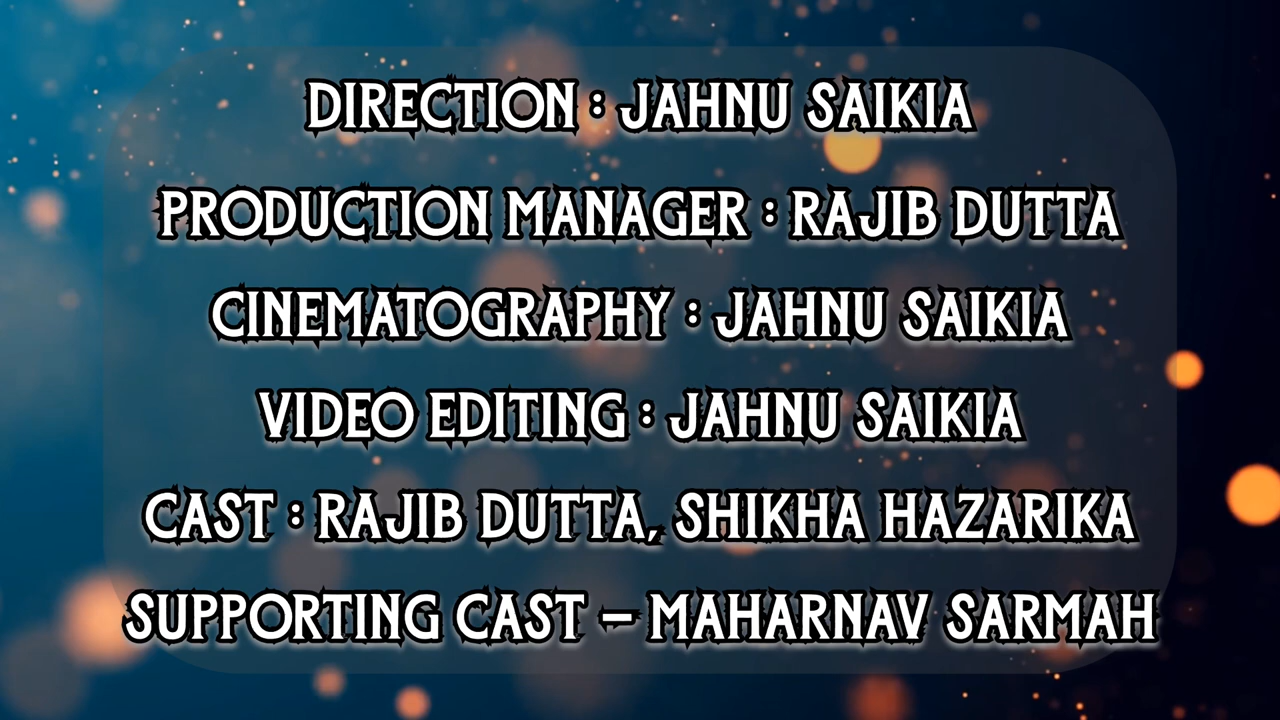 DIRECTION : JAHNU SAIKIA
PRODUCTION MANAGER : RAJIB DUTTA
CINEMATOGRAPHY : JAHNU SAIKIA
VIDEO EDITING : JAHNU SAIKIA
CAST : RAJIB DUTTA, SHIKHA HAZARIKA
SUPPORTING CAST – MAHARNAV SARMAH